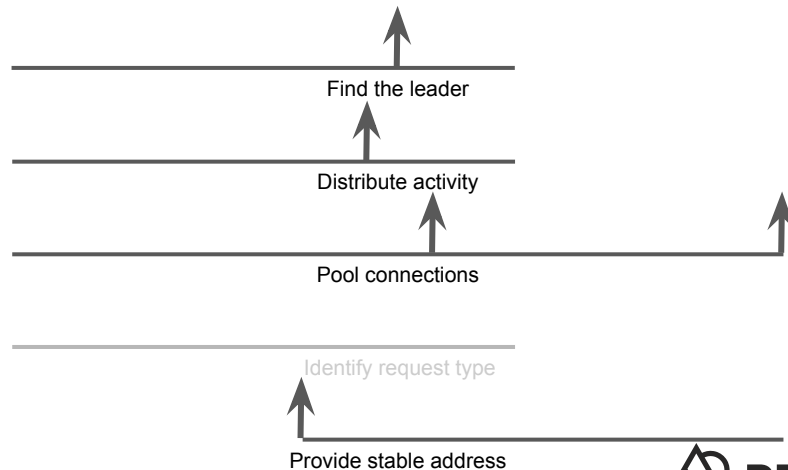 Find the leader
Distribute activity
Pool connections
Identify request type
Provide stable address